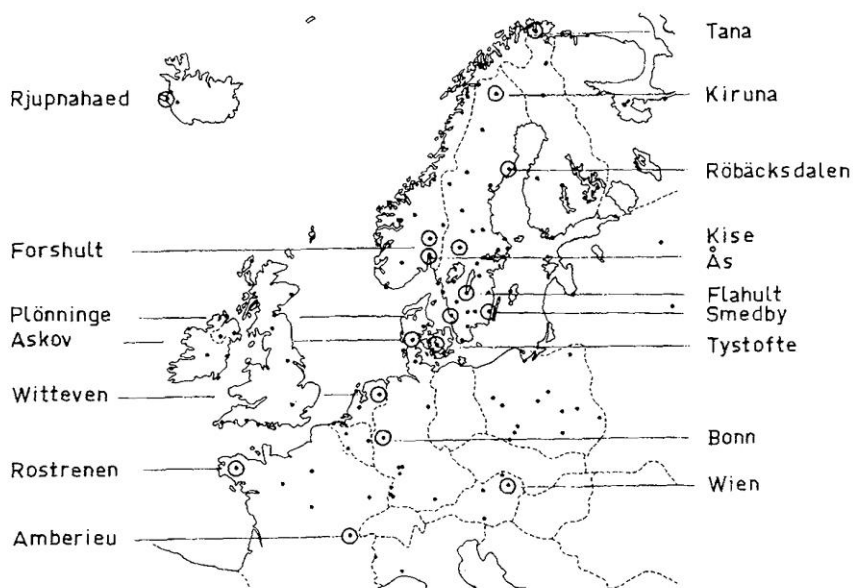 Tana
Rjupnahaed
Kiruna
Röbäcksdalen
Forshult
Kise
Ås
Flahult
Plönninge
Smedby
Askov
Tystofte
Witteven
Bonn
Rostrenen
Wien
Amberieu